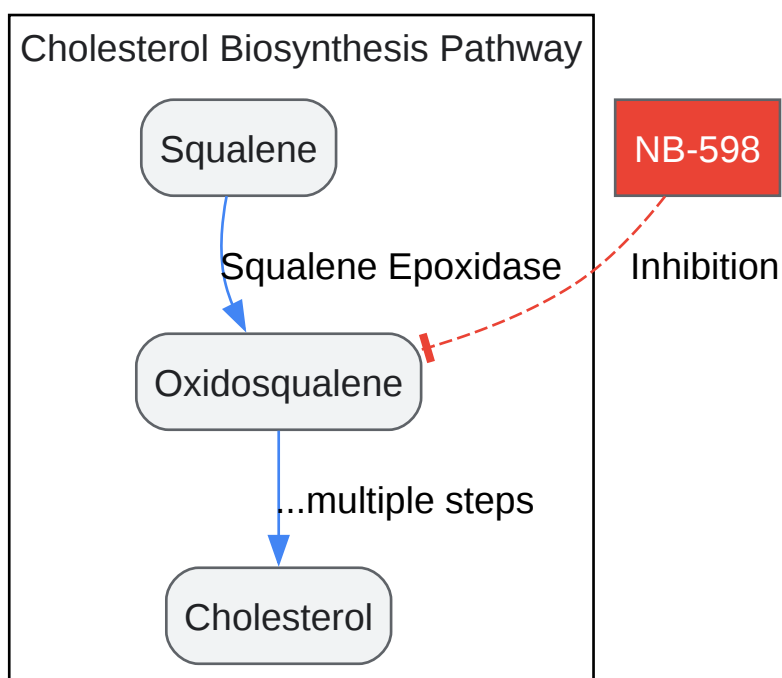 Cholesterol Biosynthesis Pathway
Squalene
NB-598
Squalene Epoxidase
Inhibition
Oxidosqualene
...multiple steps
Cholesterol